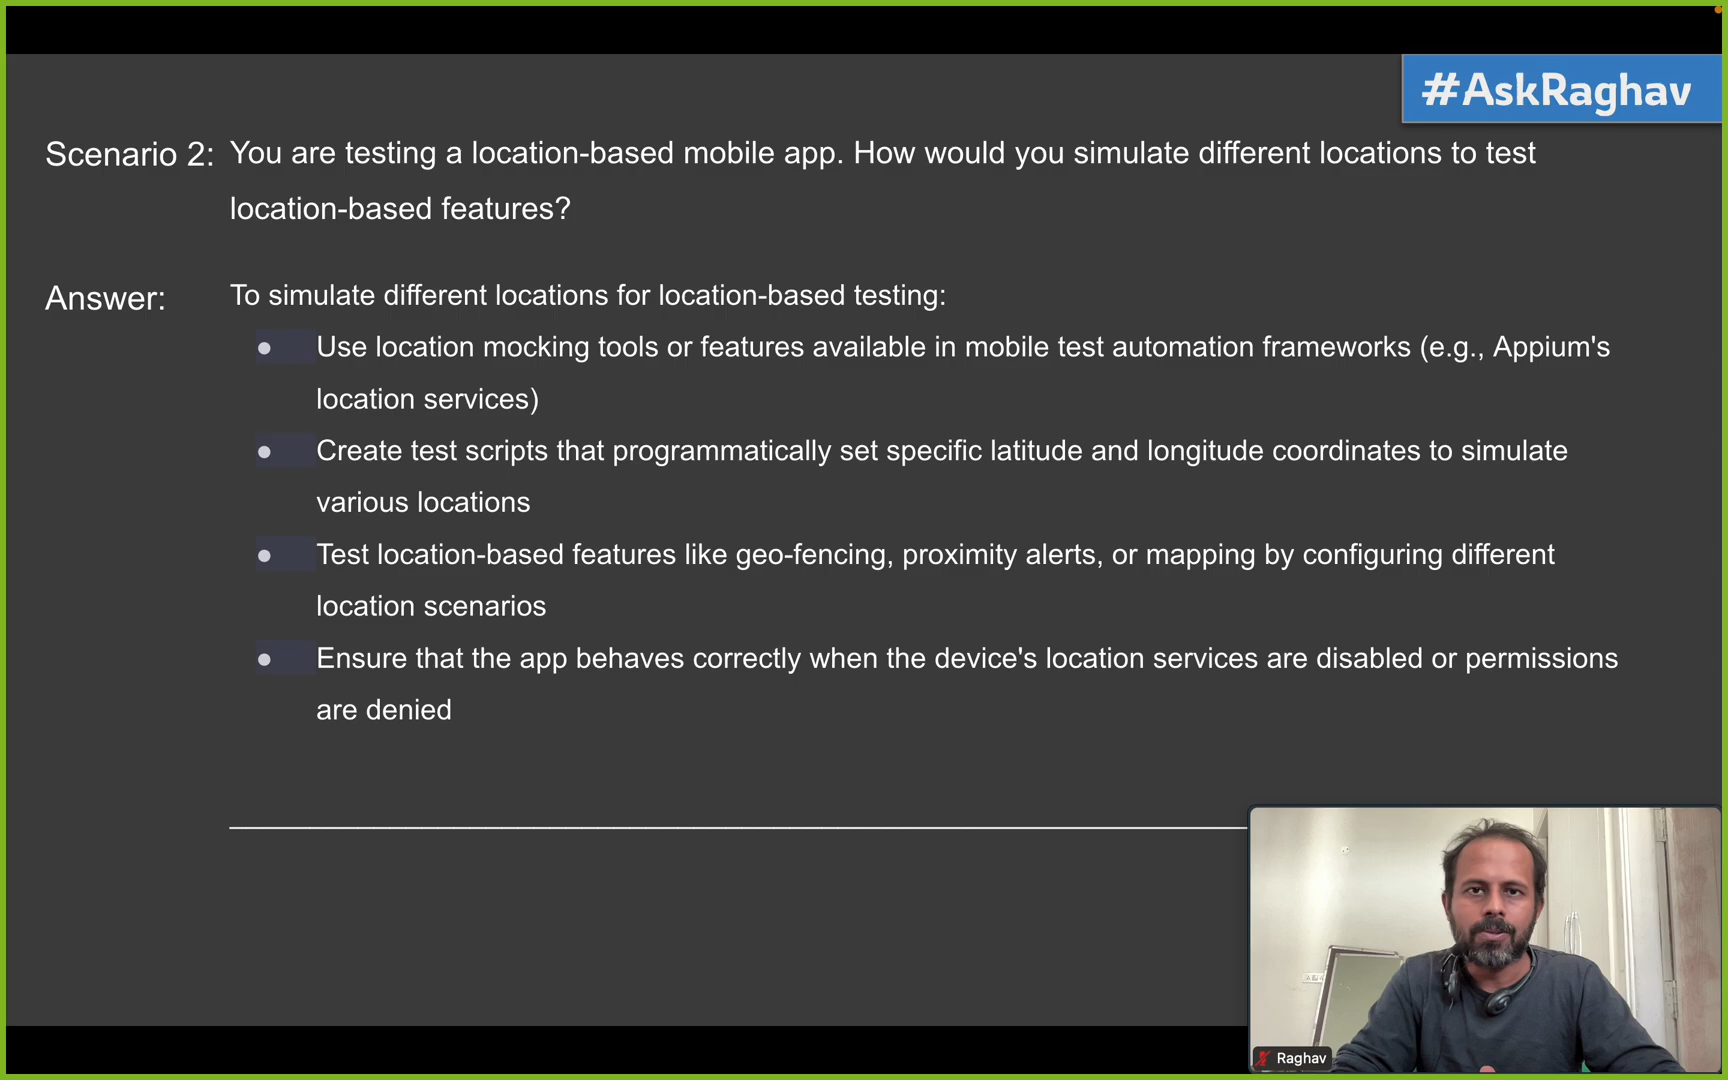 #AskRaghav
Scenario 2: You are testing a location-based mobile app. How would you simulate different locations to test
location-based features?
Answer: To simulate different locations for location-based testing:
● Use location mocking tools or features available in mobile test automation frameworks (e.g., Appium's
location services)
● Create test scripts that programmatically set specific latitude and longitude coordinates to simulate
various locations
● Test location-based features like geo-fencing, proximity alerts, or mapping by configuring different
location scenarios
● Ensure that the app behaves correctly when the device's location services are disabled or permissions
are denied
Raghav